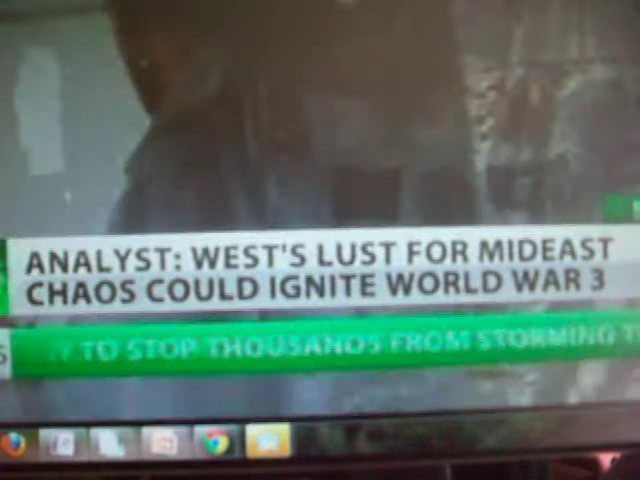 ANALYST: WEST'S LUST FOR MIDEAST
CHAOS COULD IGNITE WORLD WAR 3
TO STOP THOUSANDS FROM STORMING